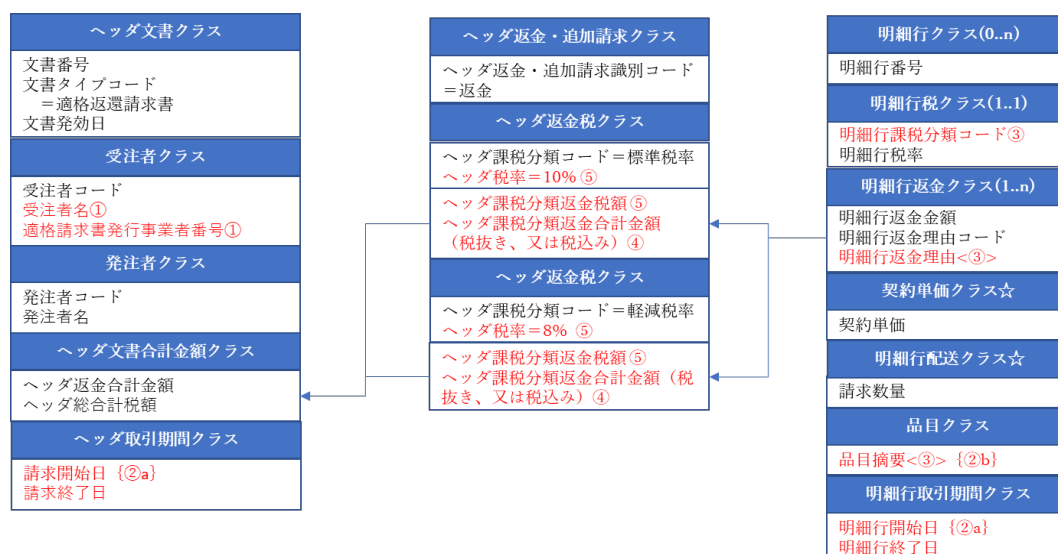 ヘッダ文書クラス
文書番号
文書タイプコード
＝適格返還請求書
文書発効日
受注者クラス
受注者コード
受注者名①
適格請求書発行事業者番号①
発注者クラス
発注者コード
発注者名
ヘッダ文書合計金額クラス
ヘッダ返金合計金額
ヘッダ総合計税額
ヘッダ取引期間クラス
請求開始日｛②a｝
請求終了日
ヘッダ返金・追加請求クラス
ヘッダ返金・追加請求識別コード
＝返金
ヘッダ返金税クラス
ヘッダ課税分類コード＝標準税率
ヘッダ税率＝10% ⑤
ヘッダ課税分類返金税額⑤
ヘッダ課税分類返金合計金額
（税抜き、又は税込み）④
ヘッダ返金税クラス
ヘッダ課税分類コード＝軽減税率
ヘッダ税率＝8% ⑤
ヘッダ課税分類返金税額⑤
ヘッダ課税分類返金合計金額（税
抜き、又は税込み）④
明細行クラス(0..n)
明細行番号
明細行税クラス(1..1)
明細行課税分類コード③
明細行税率
明細行返金クラス(1..n)
明細行返金金額
明細行返金理由コード
明細行返金理由<③>
契約単価クラス☆
契約単価
明細行配送クラス☆
請求数量
品目クラス
品目摘要<③>｛②b｝
明細行取引期間クラス
明細行開始日｛②a｝
明細行終了日